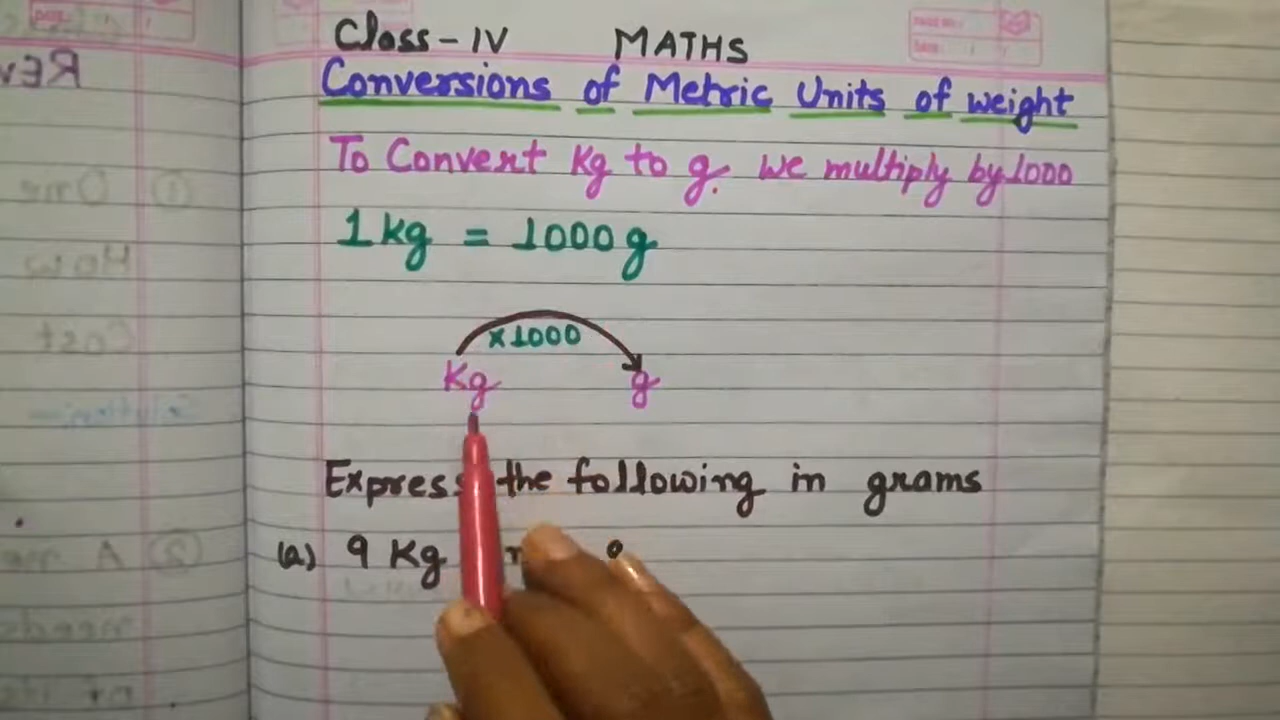 Class-IV MATHS
Conversions of Metric Units of weight
To Convert Kg to g. We multiply by 1000
1 kg = 1000 g
×1000
Kg g
Express the following in grams
(a) 9 Kg